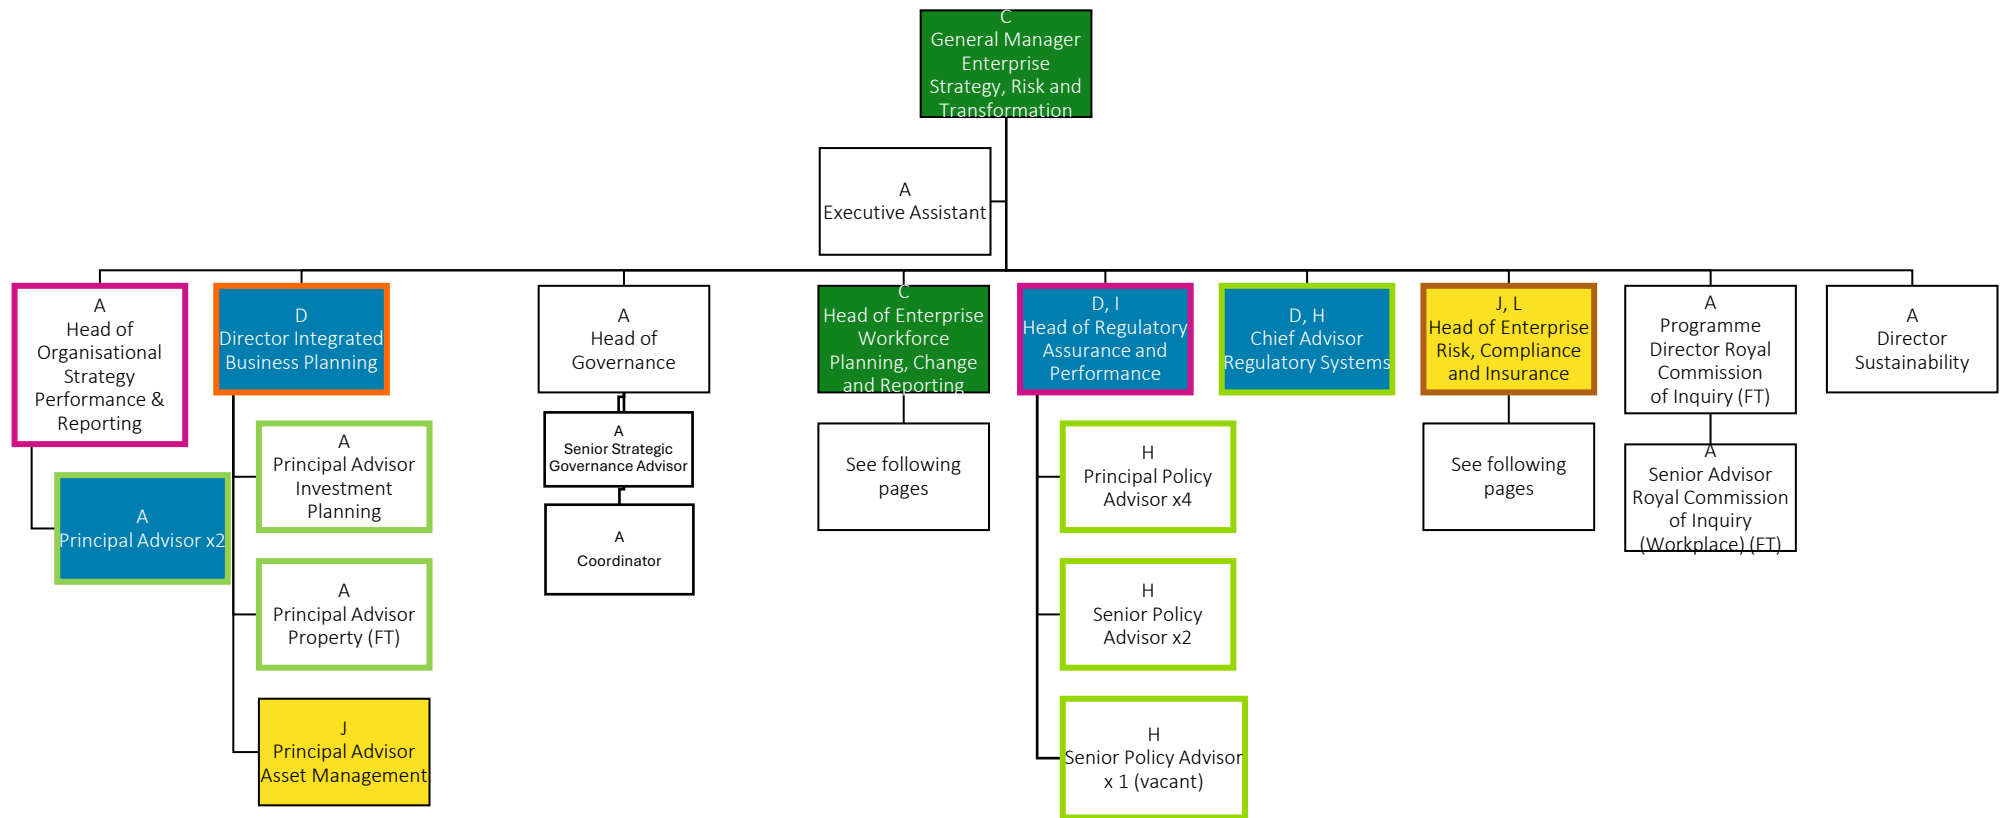 C
General Manager
Enterprise
Strategy, Risk and
Transformation
A
Executive Assistant
A
Head of
Organisational
Strategy
Performance &
Reporting
D
Director Integrated
Business Planning
A
Head of
Governance
C
Head of Enterprise
Workforce
Planning, Change
and Reporting
D, I
Head of Regulatory
Assurance and
Performance
D, H
Chief Advisor
Regulatory Systems
J, L
Head of Enterprise
Risk, Compliance
and Insurance
A
Programme
Director Royal
Commission
of Inquiry (FT)
A
Director
Sustainability
A
Principal Advisor x2
A
Principal Advisor
Investment
Planning
A
Senior Strategic
Governance Advisor
See following
pages
H
Principal Policy
Advisor x4
See following
pages
A
Senior Advisor
Royal Commission
of Inquiry
(Workplace) (FT)
A
Principal Advisor
Property (FT)
A
Coordinator
H
Senior Policy
Advisor x2
J
Principal Advisor
Asset Management
H
Senior Policy Advisor
x 1 (vacant)